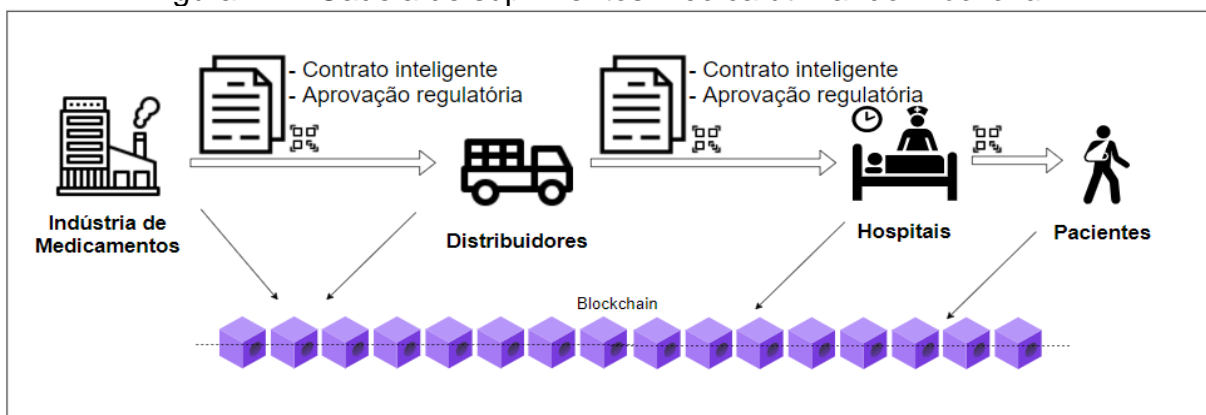 - Contrato inteligente
- Aprovação regulatória
- Contrato inteligente
- Aprovação regulatória
Indústria de
Medicamentos
Distribuidores
Hospitais
Pacientes
Blockchain